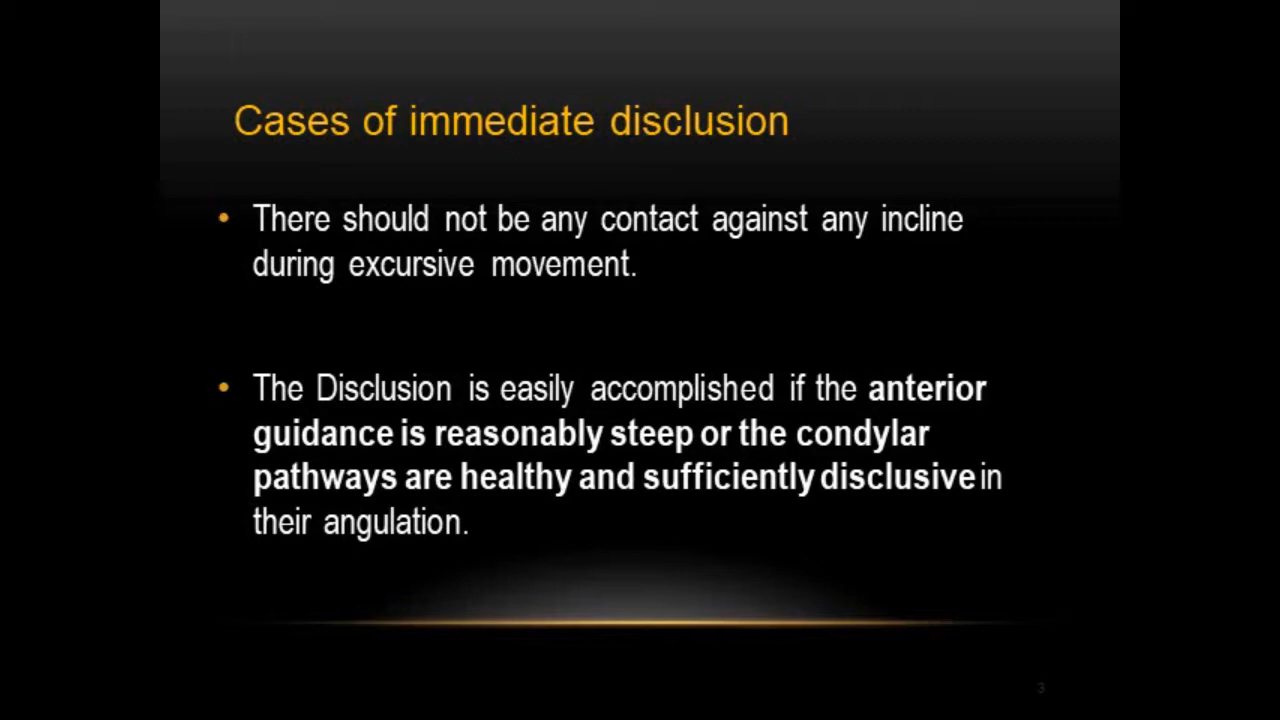 Cases of immediate disclusion
• There should not be any contact against any incline
during excursive movement.
• The Disclusion is easily accomplished if the anterior
guidance is reasonably steep or the condylar
pathways are healthy and sufficiently disclusive in
their angulation.
3